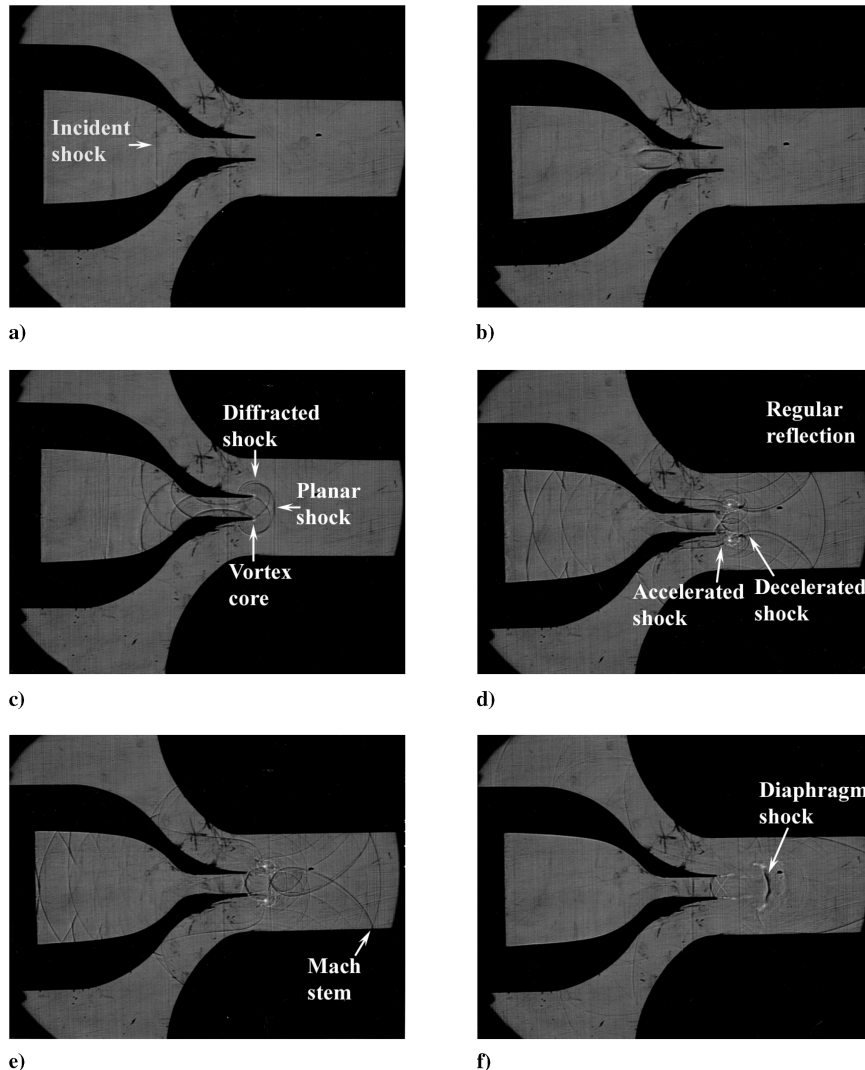 Incident
shock
a)
b)
Diffracted
shock
Planar
shock
Vortex
core
c)
Regular
reflection
Accelerated
shock
Decelerated
shock
d)
Mach
stem
e)
Diaphragm
shock
f)